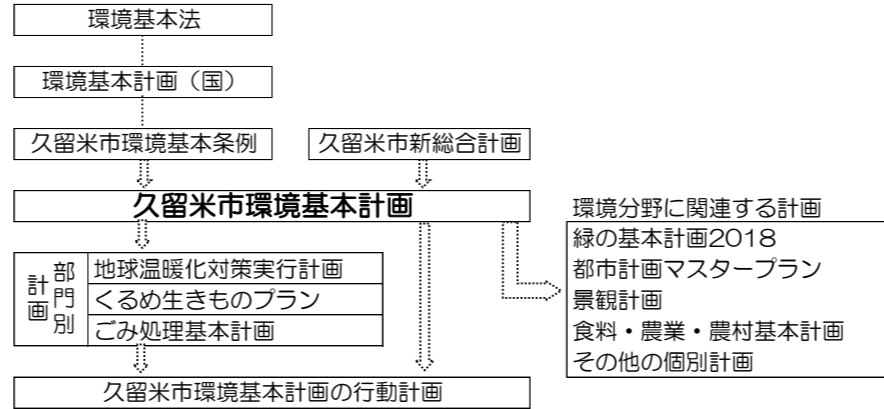 環境基本法
環境基本計画（国）
久留米市環境基本条例
久留米市新総合計画
久留米市環境基本計画
部門別計画
地球温暖化対策実行計画
くるめ生きものプラン
ごみ処理基本計画
久留米市環境基本計画の行動計画
環境分野に関連する計画
緑の基本計画2018
都市計画マスタープラン
景観計画
食料・農業・農村基本計画
その他の個別計画